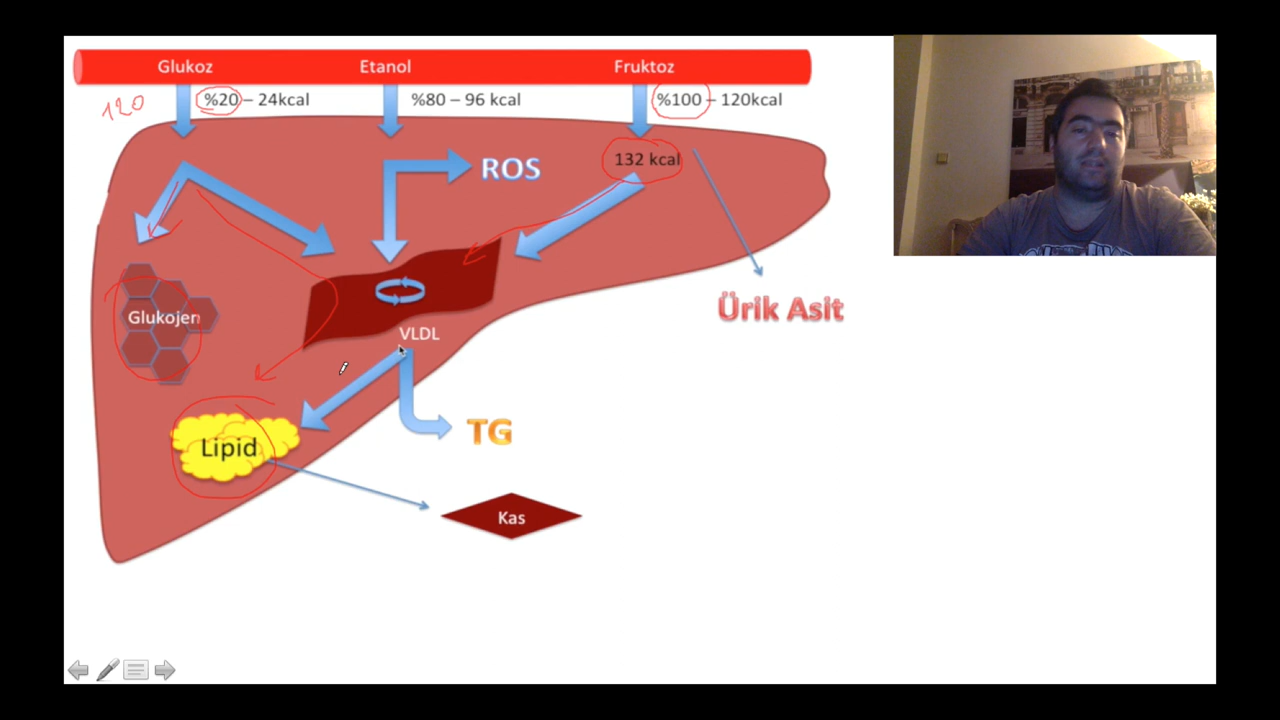 Glukoz Etanol Fruktoz
120 %20 – 24kcal %80 – 96 kcal %100 – 120kcal
132 kcal
ROS
Glukojen
Ürik Asit
VLDL
Lipid
TG
Kas